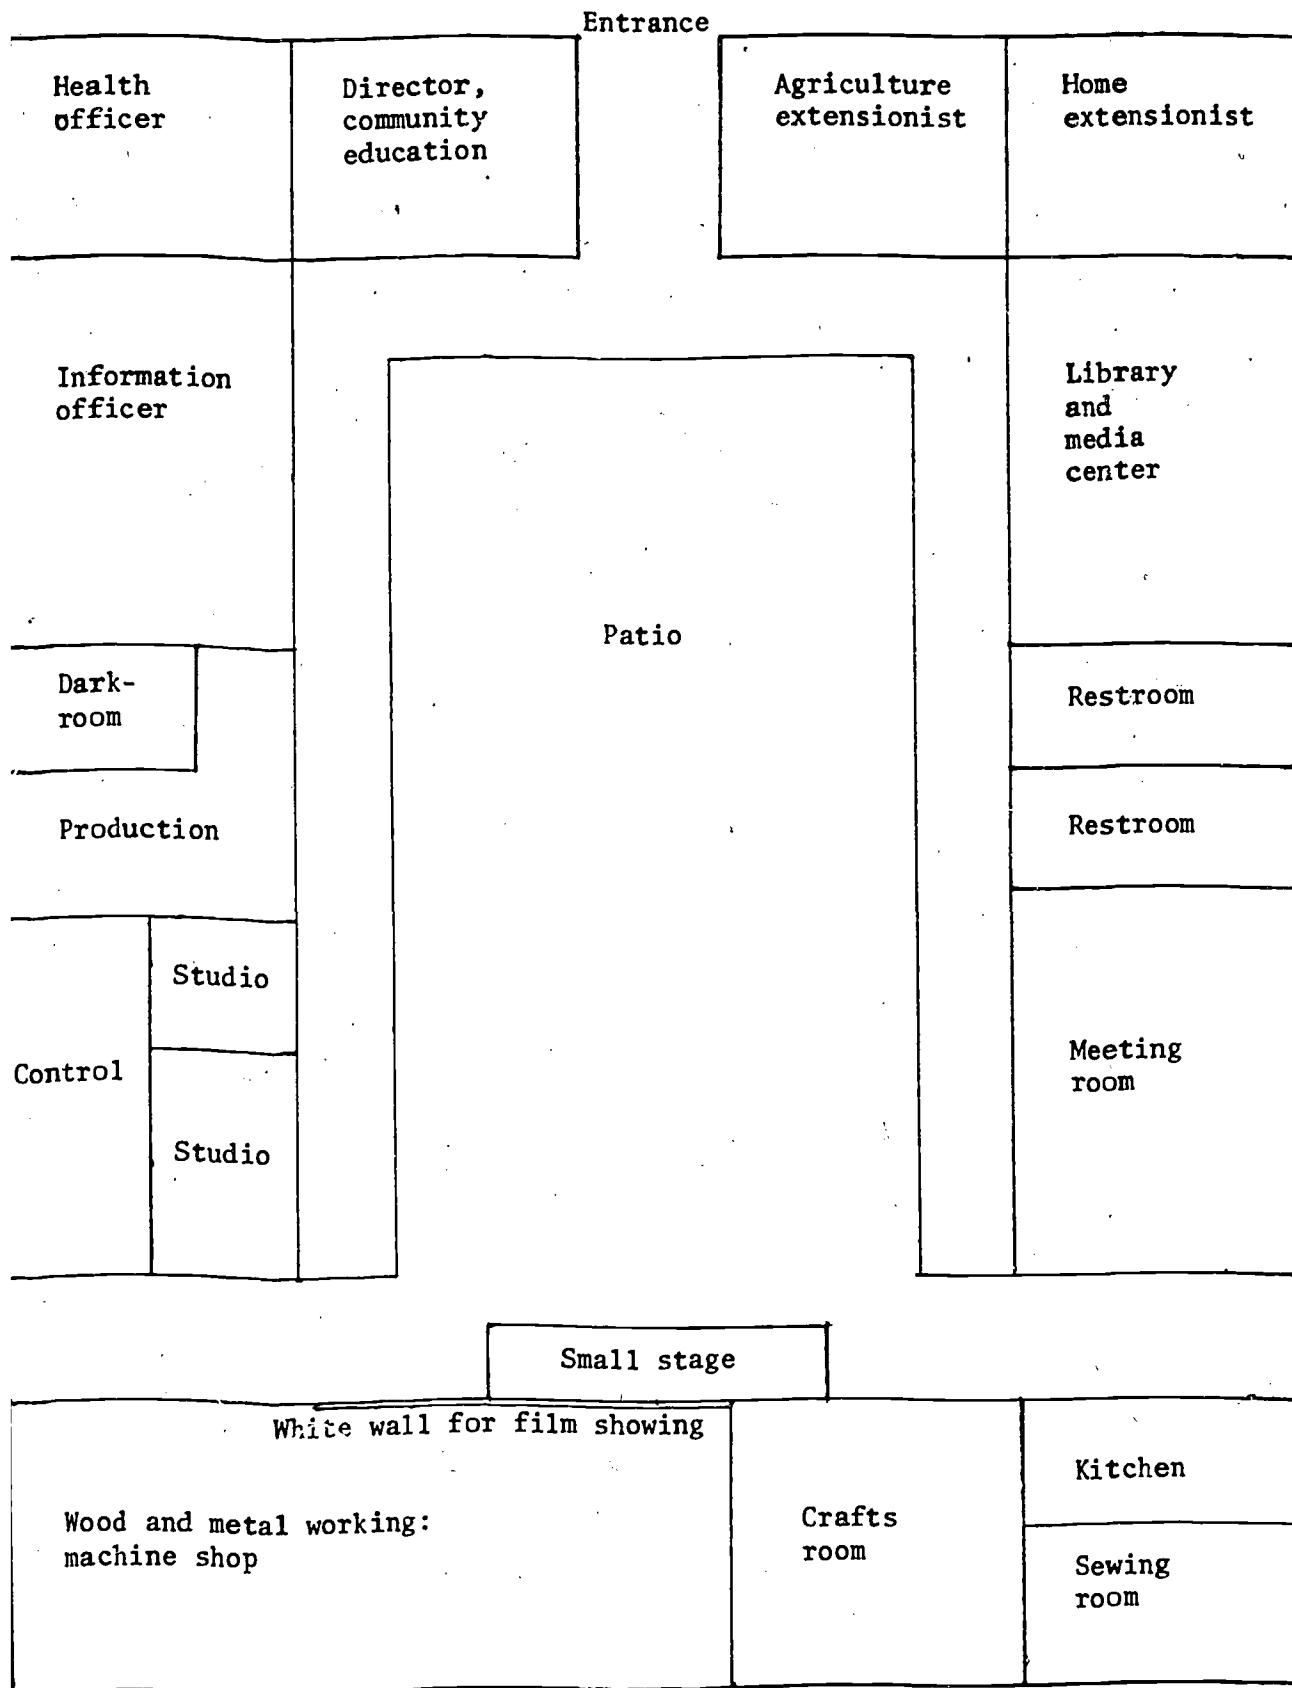 Entrance
Health
officer
Director,
community
education
Agriculture
extensionist
Home
extensionist
Information
officer
Library
and
media
center
Patio
Dark-
room
Restroom
Production
Restroom
Studio
Control
Meeting
room
Studio
Small stage
White wall for film showing
Wood and metal working:
machine shop
Crafts
room
Kitchen
Sewing
room